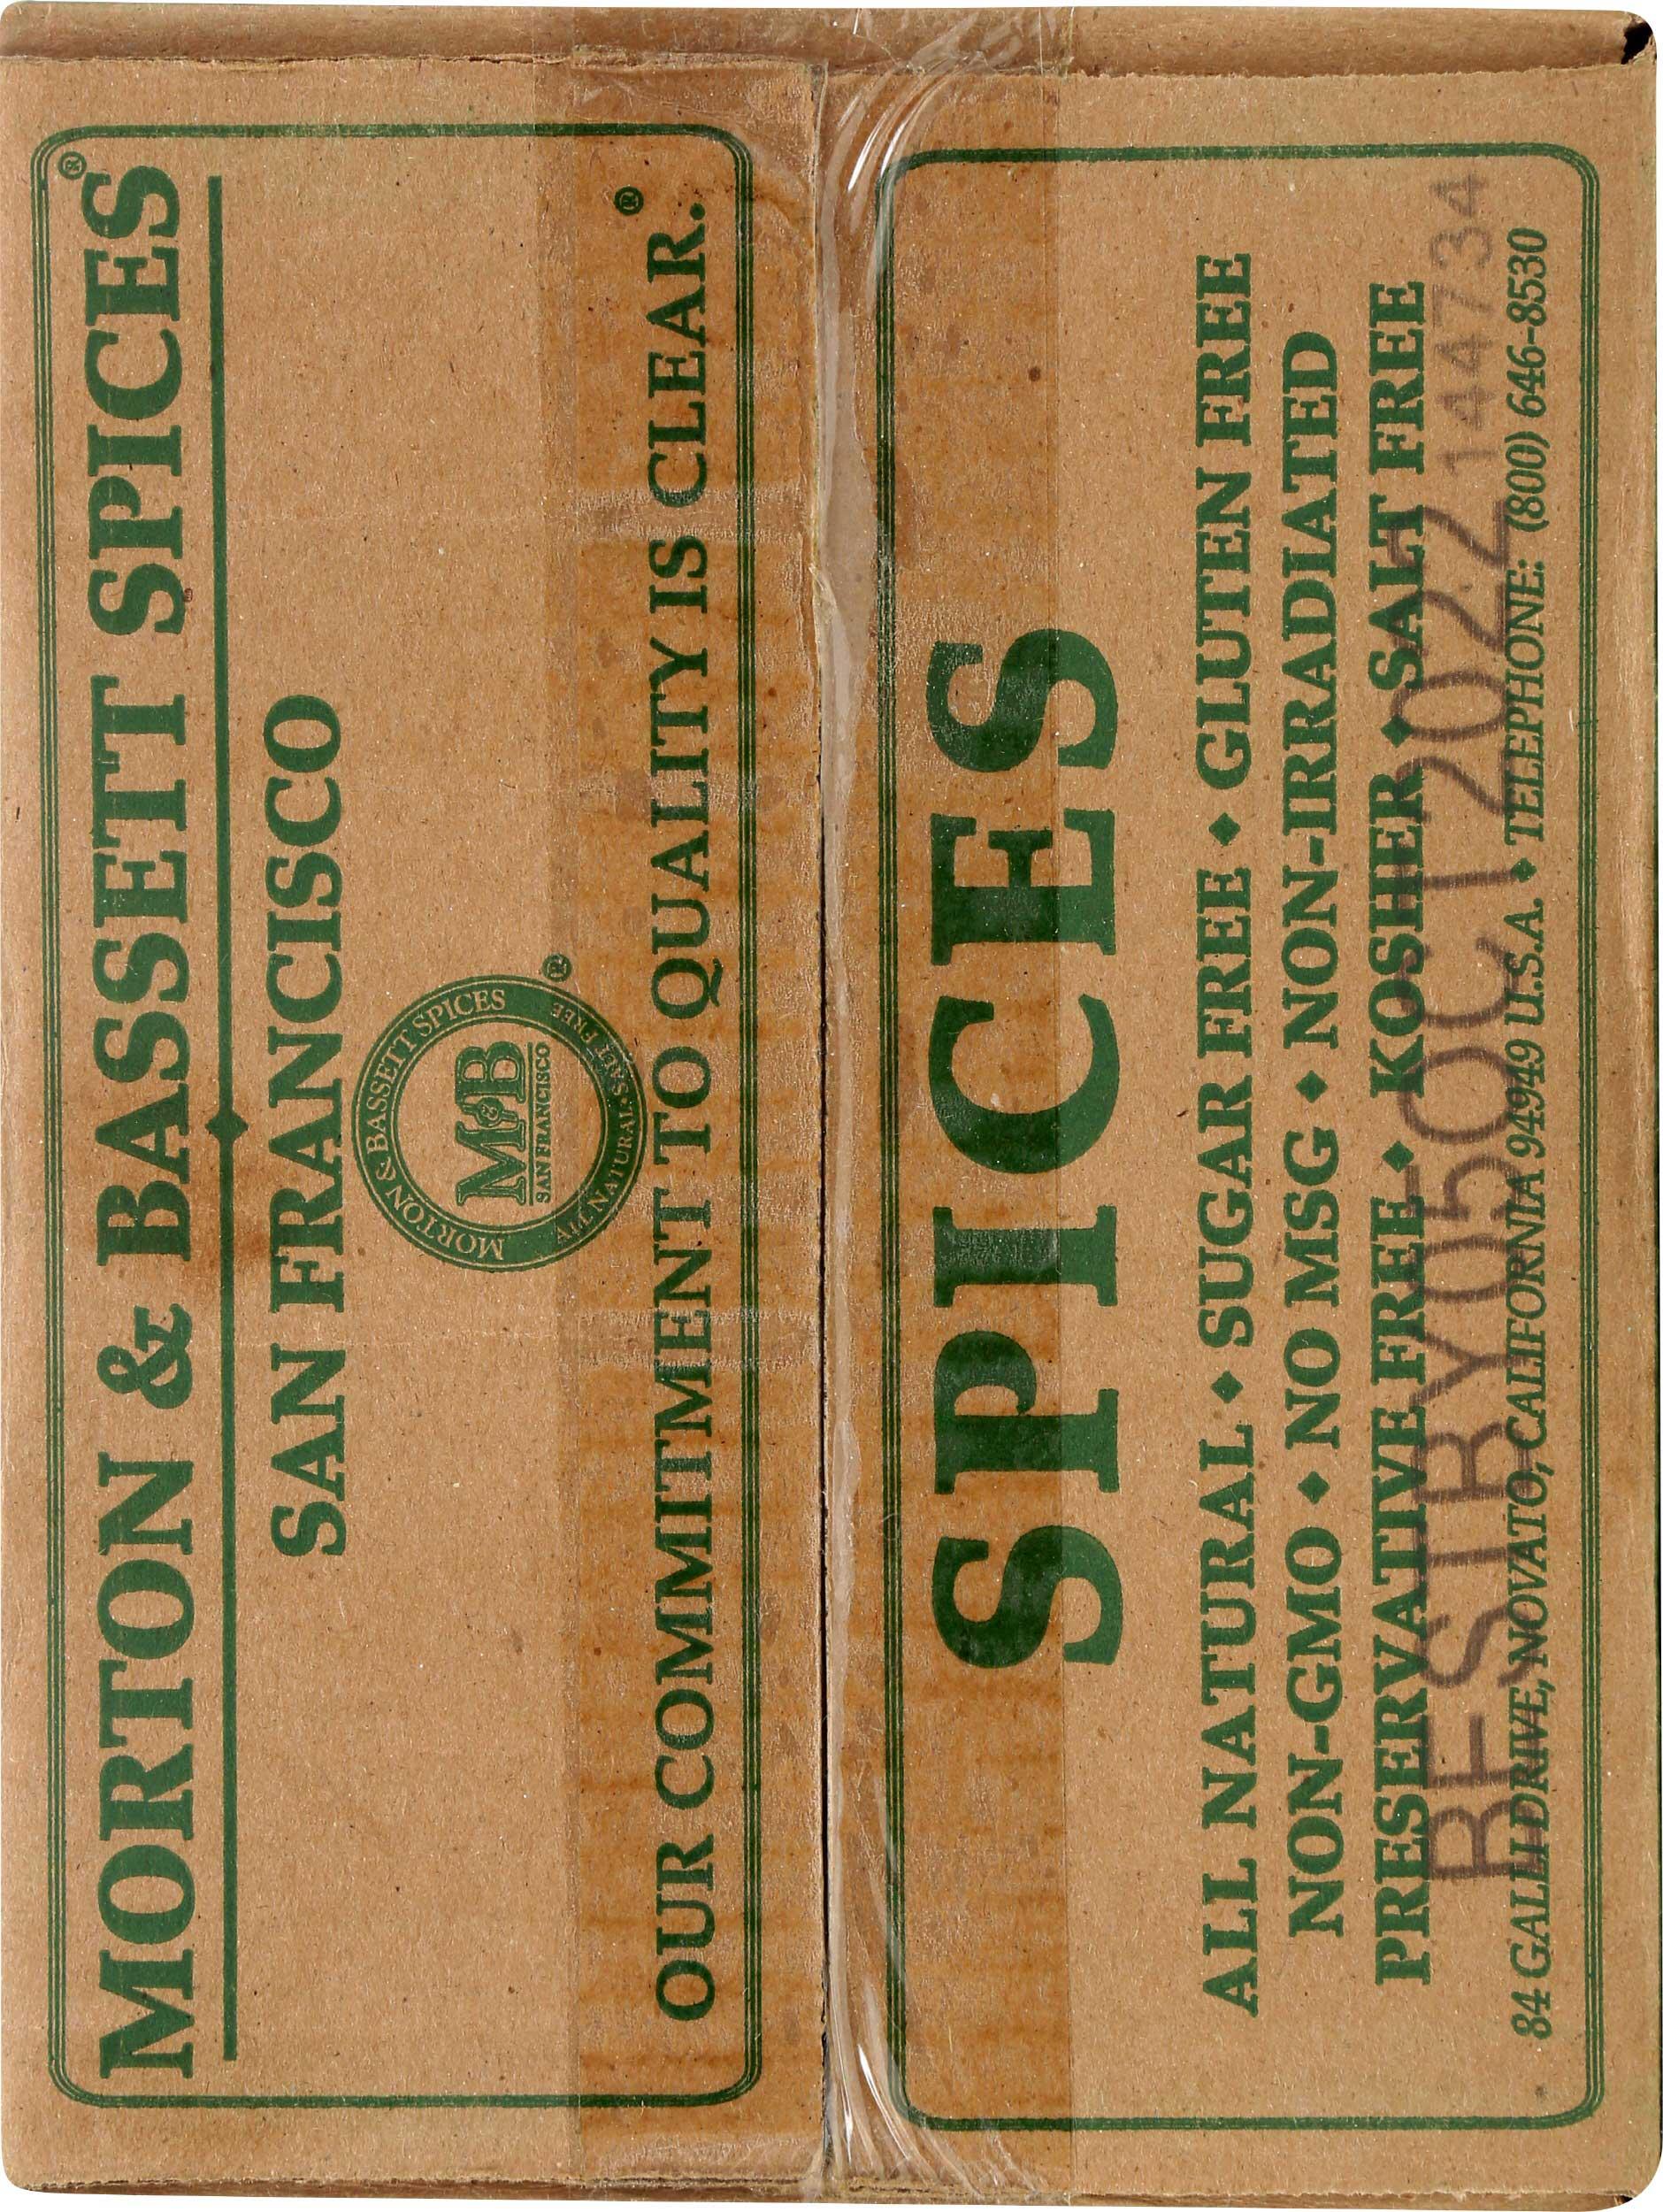 MORTON & BASSETT SPICES®
SAN FRANCISCO
MORTON & BASSETT SPICES
M&B
SAN FRANCISCO
ALL NATURAL • SALT FREE
®
OUR COMMITMENT TO QUALITY IS CLEAR.®
SPICES
ALL NATURAL ◆ SUGAR FREE ◆ GLUTEN FREE
NON-GMO ◆ NO MSG ◆ NON-IRRADIATED
PRESERVATIVE FREE ◆ KOSHER ◆ SALT FREE
BEST BY 05 OCT 2022 144734
84 GALLI DRIVE, NOVATO, CALIFORNIA 94949 U.S.A. ◆ TELEPHONE: (800) 646-8530